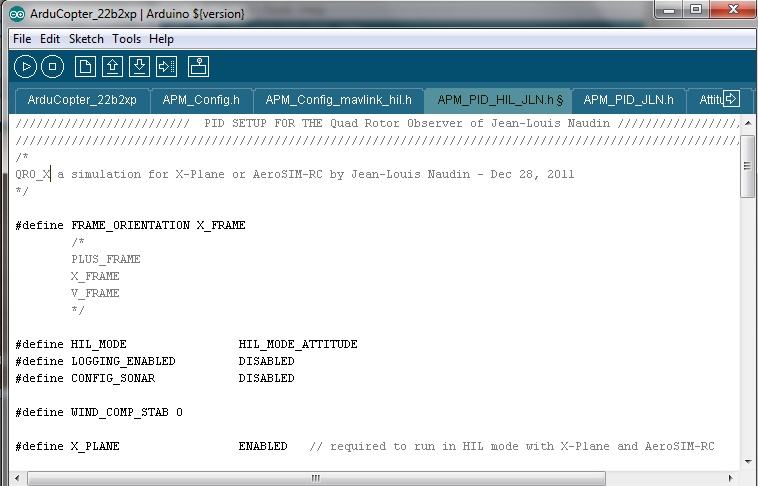 ArduCopter_22b2xp | Arduino ${version}
File Edit Sketch Tools Help
ArduCopter_22b2xp APM_Config.h APM_Config_mavlink_hil.h APM_PID_HIL_JLN.h § APM_PID_JLN.h Attitu
///////////////////////// PID SETUP FOR THE Quad Rotor Observer of Jean-Louis Naudin //////////////////
////////////////////////////////////////////////////////////////////////////////////////////////////////
/*
QRO_X a simulation for X-Plane or AeroSIM-RC by Jean-Louis Naudin - Dec 28, 2011
*/
#define FRAME_ORIENTATION X_FRAME
/*
PLUS_FRAME
X_FRAME
V_FRAME
*/
#define HIL_MODE HIL_MODE_ATTITUDE
#define LOGGING_ENABLED DISABLED
#define CONFIG_SONAR DISABLED
#define WIND_COMP_STAB 0
#define X_PLANE ENABLED // required to run in HIL mode with X-Plane and AeroSIM-RC